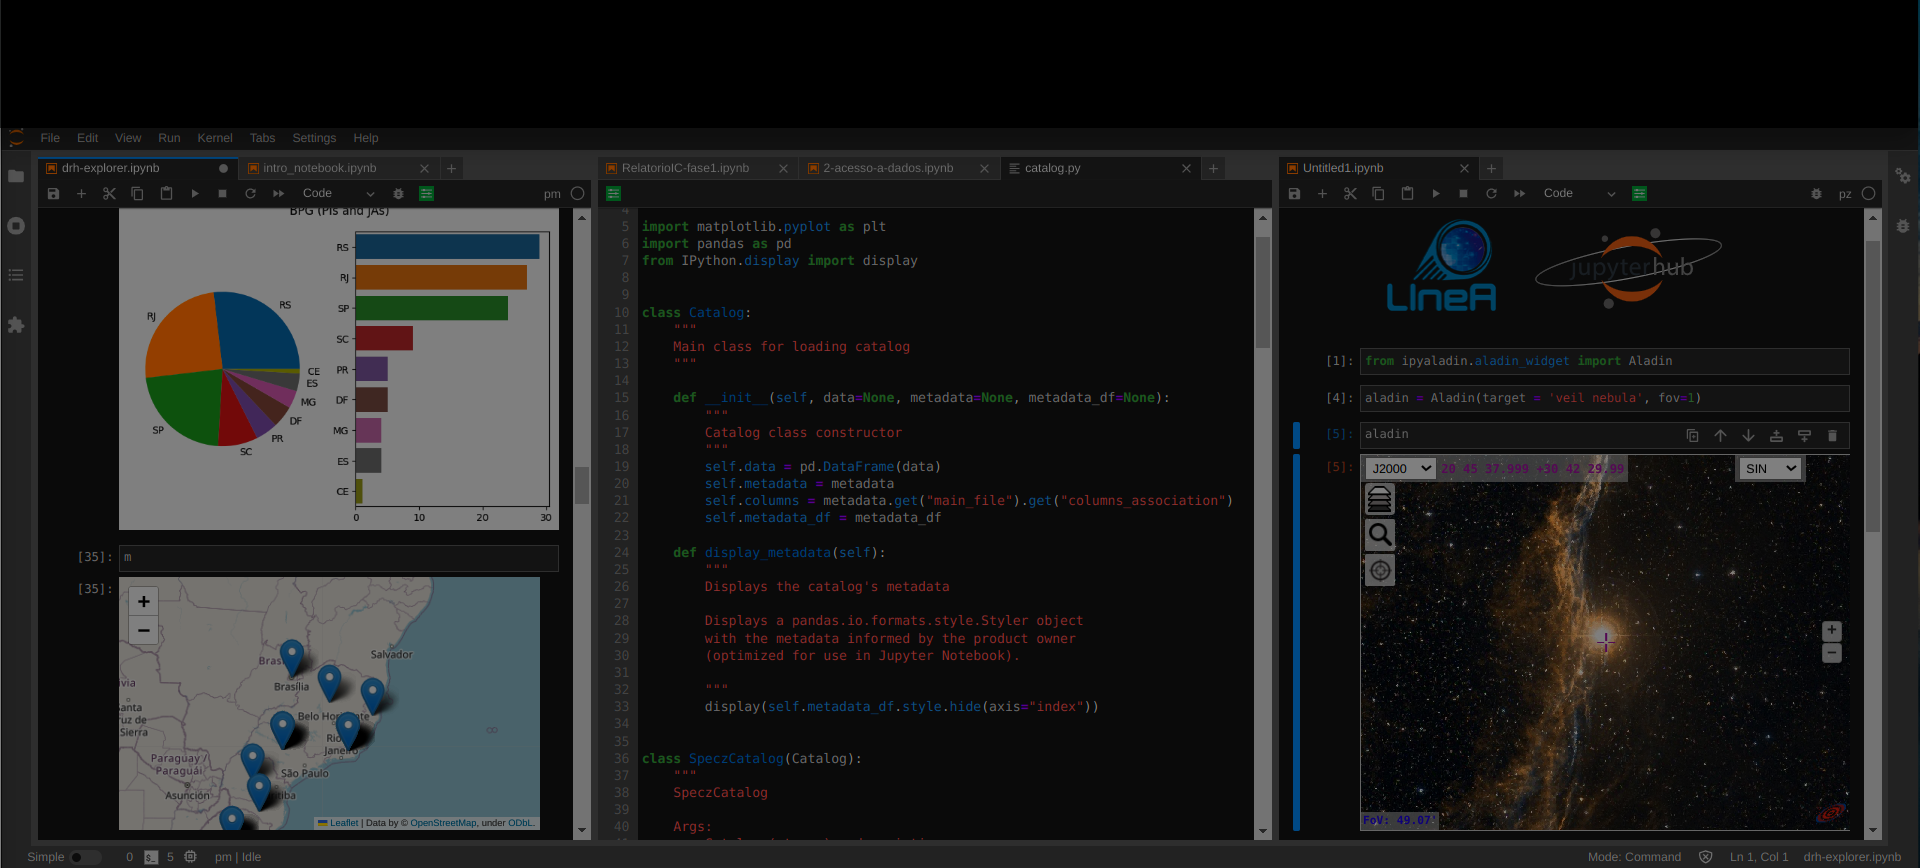 File Edit View Run Kernel Tabs Settings Help
drh-explorer.ipynb
intro_notebook.ipynb
Code
pm
BPG (PIs and JAs)
RJ
RS
CE
ES
MG
DF
PR
SC
SP
RS
RJ
SP
SC
PR
DF
MG
ES
CE
0 10 20 30
[35]: m
[35]:
+
−
Salvador
Brasília
Belo Horizonte
Janeiro
São Paulo
Paraguay /
Paraguái
Asunción
ruz de
Sierra
Leaflet | Data by © OpenStreetMap, under ODbL.
RelatorioIC-fase1.ipynb
2-acesso-a-dados.ipynb
catalog.py
4
5 import matplotlib.pyplot as plt
6 import pandas as pd
7 from IPython.display import display
8
9
10 class Catalog:
11 """
12 Main class for loading catalog
13 """
14
15 def __init__(self, data=None, metadata=None, metadata_df=None):
16 """
17 Catalog class constructor
18 """
19 self.data = pd.DataFrame(data)
20 self.metadata = metadata
21 self.columns = metadata.get("main_file").get("columns_association")
22 self.metadata_df = metadata_df
23
24 def display_metadata(self):
25 """
26 Displays the catalog's metadata
27
28 Displays a pandas.io.formats.style.Styler object
29 with the metadata informed by the product owner
30 (optimized for use in Jupyter Notebook).
31
32 """
33 display(self.metadata_df.style.hide(axis="index"))
34
35
36 class SpeczCatalog(Catalog):
37 """
38 SpeczCatalog
39
40 Args:
Untitled1.ipynb
Code
pz
LIneA
jupyterhub
[1]: from ipyaladin.aladin_widget import Aladin
[4]: aladin = Aladin(target = 'veil nebula', fov=1)
[5]: aladin
[5]:
J2000 20 45 37.999 +30 42 29.99
SIN
+
−
FoV: 49.07'
Simple 0 5 pm | Idle
Mode: Command Ln 1, Col 1 drh-explorer.ipynb